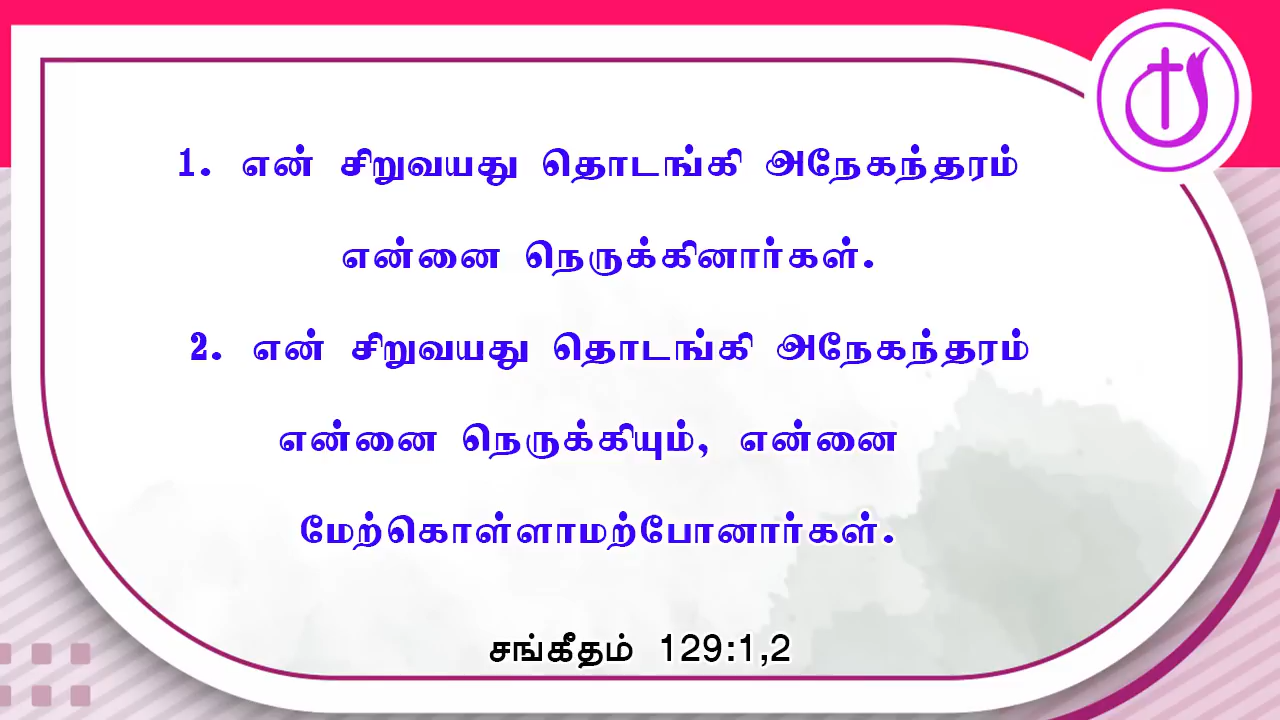 1. என் சிறுவயது தொடங்கி அநேகந்தரம்
என்னை நெருக்கினார்கள்.
2. என் சிறுவயது தொடங்கி அநேகந்தரம்
என்னை நெருக்கியும், என்னை
மேற்கொள்ளாமற்போனார்கள்.
சங்கீதம் 129:1,2